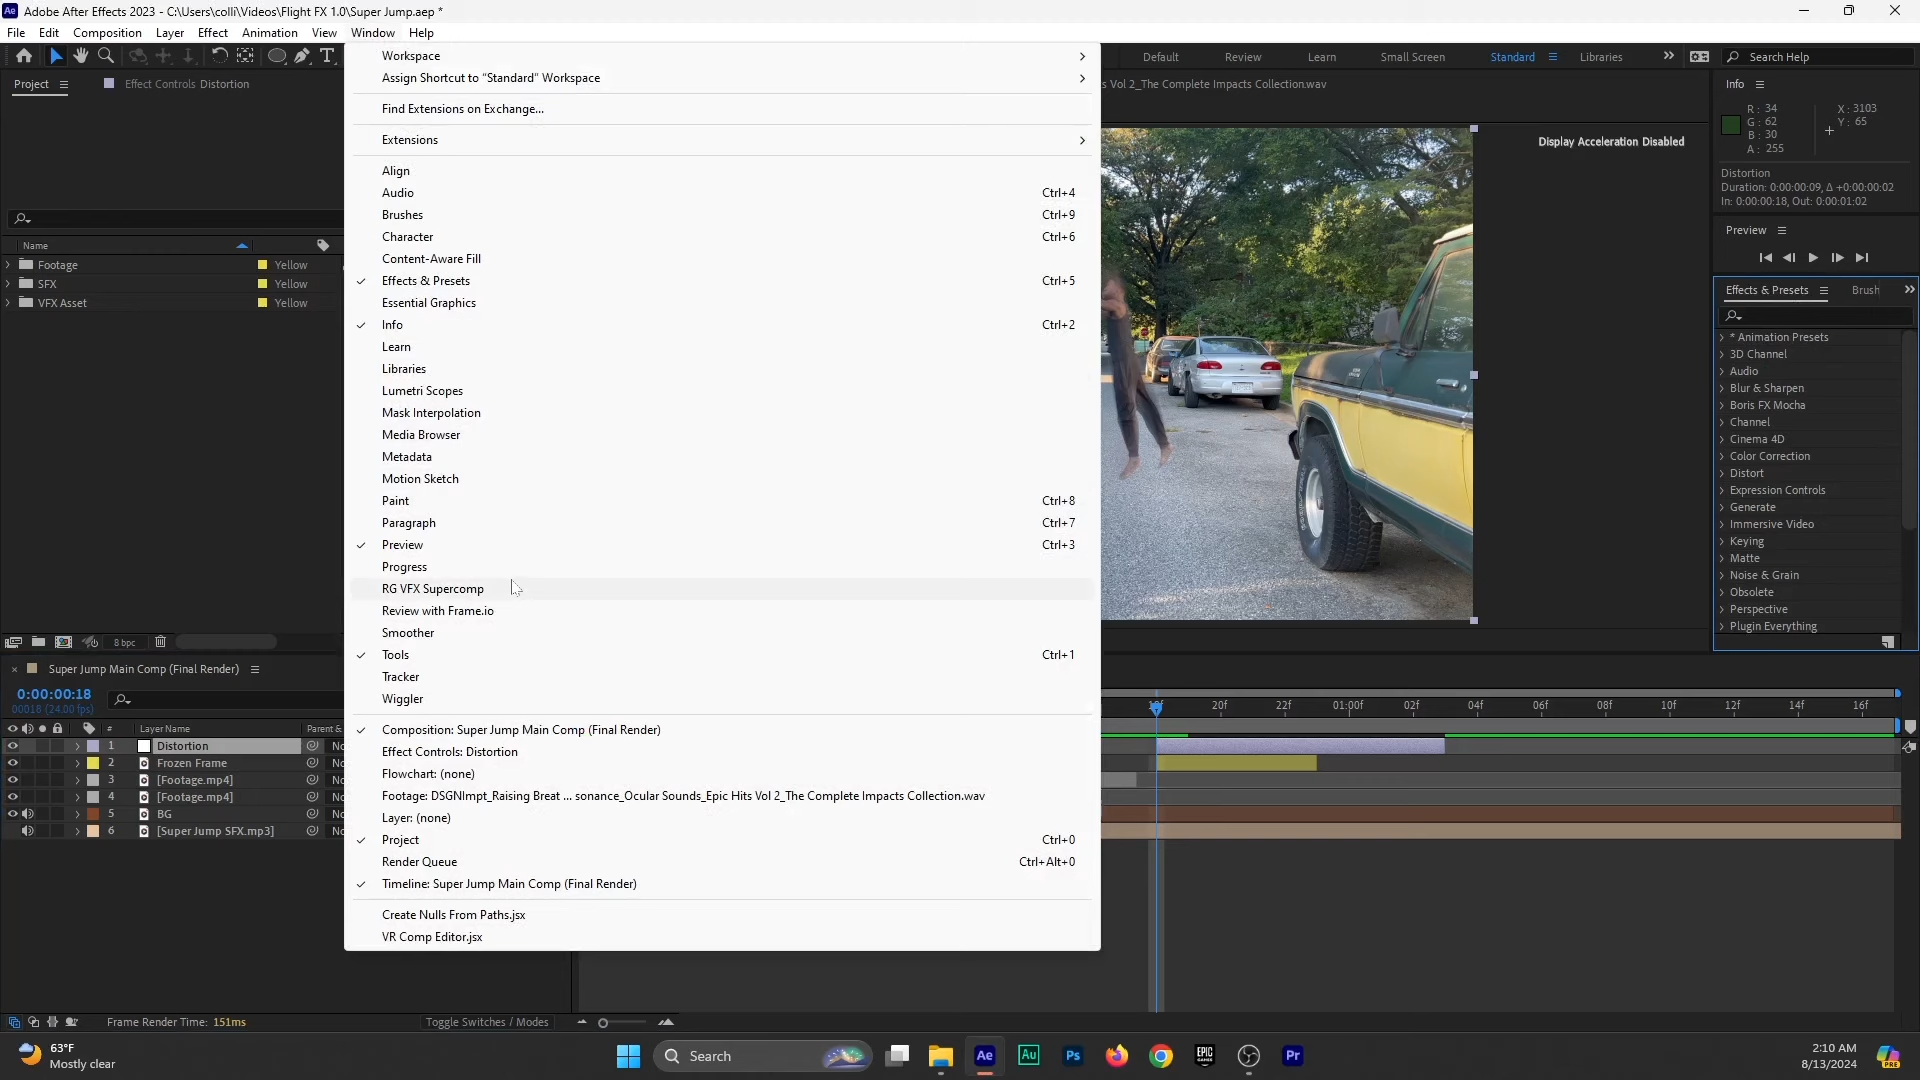 Adobe After Effects 2023 - C:\Users\colli\Videos\Flight FX 1.0\Super Jump.aep *
File Edit Composition Layer Effect Animation View Window Help
Default Review Learn Small Screen Standard Libraries Search Help
Project Effect Controls Distortion
s Vol 2_The Complete Impacts Collection.wav
Name
Footage Yellow
SFX Yellow
VFX Asset Yellow
8 bpc
Workspace
Assign Shortcut to “Standard” Workspace
Find Extensions on Exchange...
Extensions
Align
Audio Ctrl+4
Brushes Ctrl+9
Character Ctrl+6
Content-Aware Fill
Effects & Presets Ctrl+5
Essential Graphics
Info Ctrl+2
Learn
Libraries
Lumetri Scopes
Mask Interpolation
Media Browser
Metadata
Motion Sketch
Paint Ctrl+8
Paragraph Ctrl+7
Preview Ctrl+3
Progress
RG VFX Supercomp
Review with Frame.io
Smoother
Tools Ctrl+1
Tracker
Wiggler
Composition: Super Jump Main Comp (Final Render)
Effect Controls: Distortion
Flowchart: (none)
Footage: DSGNImpt_Raising Breat ... sonance_Ocular Sounds_Epic Hits Vol 2_The Complete Impacts Collection.wav
Layer: (none)
Project Ctrl+0
Render Queue Ctrl+Alt+0
Timeline: Super Jump Main Comp (Final Render)
Create Nulls From Paths.jsx
VR Comp Editor.jsx
Display Acceleration Disabled
Info
R: 34
G: 62
B: 30
A: 255
X: 3103
Y: 65
Distortion
Duration: 0:00:00:09, Δ +0:00:00:02
In: 0:00:00:18, Out: 0:00:01:02
Preview
Effects & Presets Brush
* Animation Presets
3D Channel
Audio
Blur & Sharpen
Boris FX Mocha
Channel
Cinema 4D
Color Correction
Distort
Expression Controls
Generate
Immersive Video
Keying
Matte
Noise & Grain
Obsolete
Perspective
Plugin Everything
Super Jump Main Comp (Final Render)
0:00:00:18
00018 (24.00 fps)
# Layer Name Parent &
1 Distortion
2 Frozen Frame
3 [Footage.mp4]
4 [Footage.mp4]
5 BG
6 [Super Jump SFX.mp3]
20f 22f 01:00f 02f 04f 06f 08f 10f 12f 14f 16f
Frame Render Time: 151ms
Toggle Switches / Modes
63°F
Mostly clear
Search
2:10 AM
8/13/2024